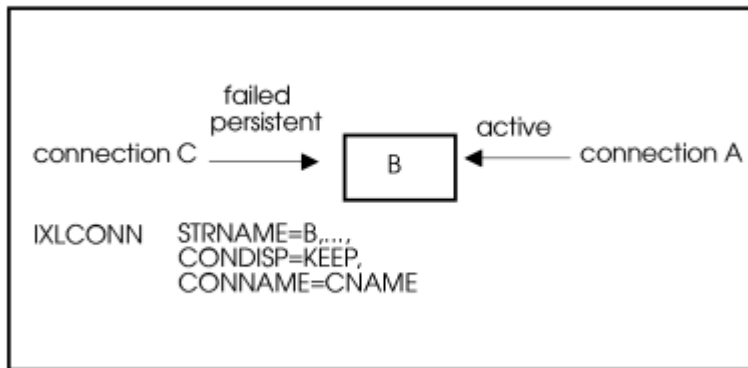 failed
persistent
active
connection C
B
connection A
IXLCONN STRNAME=B,...,
CONDISP=KEEP,
CONNAME=CNAME